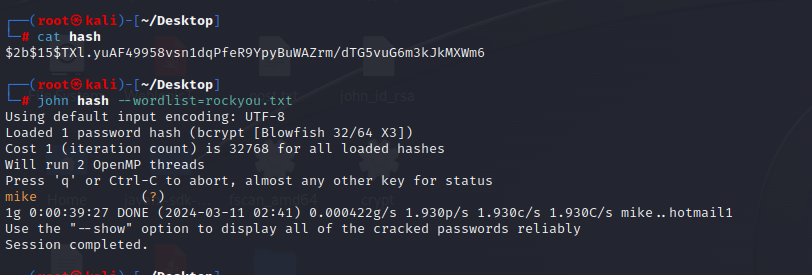 ┌──(root㉿kali)-[~/Desktop]
└─# cat hash
$2b$15$TXl.yuAF49958vsn1dqPfeR9YpyBuWAZrm/dTG5vuG6m3kJkMXWm6
┌──(root㉿kali)-[~/Desktop]
└─# john hash --wordlist=rockyou.txt
john_id_rsa
Using default input encoding: UTF-8
Loaded 1 password hash (bcrypt [Blowfish 32/64 X3])
Cost 1 (iteration count) is 32768 for all loaded hashes
Will run 2 OpenMP threads
Press 'q' or Ctrl-C to abort, almost any other key for status
mike             (?)
1g 0:00:39:27 DONE (2024-03-11 02:41) 0.000422g/s 1.930p/s 1.930c/s 1.930C/s mike..hotmail1
Use the "--show" option to display all of the cracked passwords reliably
Session completed.
┌──(root㉿kali)-[~/Desktop]